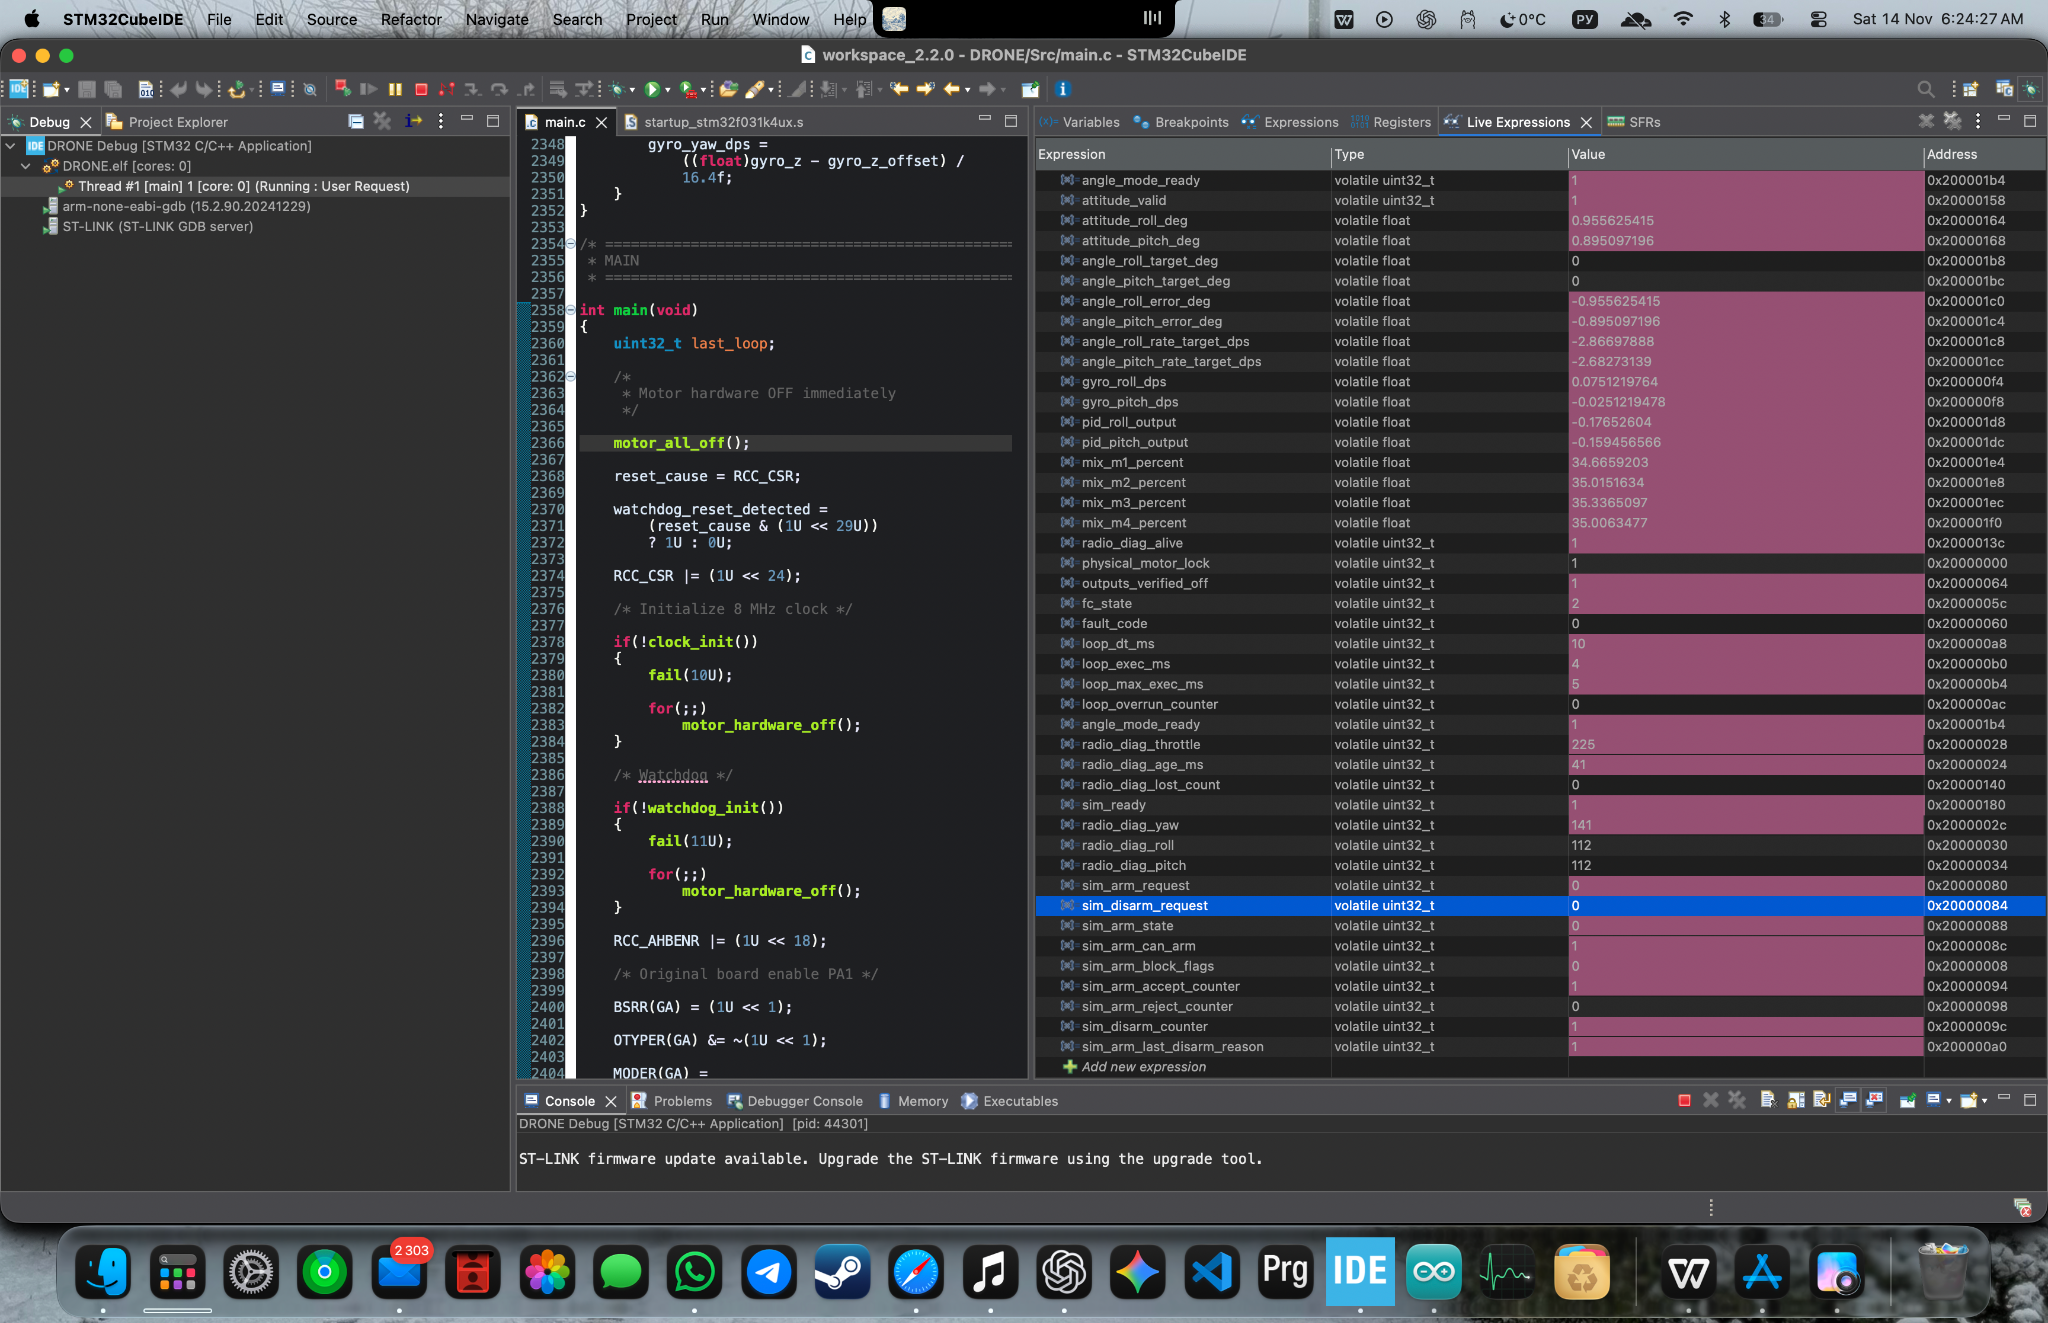 STM32CubeIDE File Edit Source Refactor Navigate Search Project Run Window Help РУ 0°C 34 Sat 14 Nov 6:24:27 AM
workspace_2.2.0 - DRONE/Src/main.c - STM32CubeIDE
Debug Project Explorer
IDE DRONE Debug [STM32 C/C++ Application]
DRONE.elf [cores: 0]
Thread #1 [main] 1 [core: 0] (Running : User Request)
arm-none-eabi-gdb (15.2.90.20241229)
ST-LINK (ST-LINK GDB server)
main.c startup_stm32f031k4ux.s
2348 gyro_yaw_dps =
2349 ((float)gyro_z - gyro_z_offset) /
2350 16.4f;
2351 }
2352 }
2353
2354 /* ================================================
2355 * MAIN
2356 * ================================================
2357
2358 int main(void)
2359 {
2360 uint32_t last_loop;
2361
2362 /*
2363 * Motor hardware OFF immediately
2364 */
2365
2366 motor_all_off();
2367
2368 reset_cause = RCC_CSR;
2369
2370 watchdog_reset_detected =
2371 (reset_cause & (1U << 29U))
2372 ? 1U : 0U;
2373
2374 RCC_CSR |= (1U << 24);
2375
2376 /* Initialize 8 MHz clock */
2377
2378 if(!clock_init())
2379 {
2380 fail(10U);
2381
2382 for(;;)
2383 motor_hardware_off();
2384 }
2385
2386 /* Watchdog */
2387
2388 if(!watchdog_init())
2389 {
2390 fail(11U);
2391
2392 for(;;)
2393 motor_hardware_off();
2394 }
2395
2396 RCC_AHBENR |= (1U << 18);
2397
2398 /* Original board enable PA1 */
2399
2400 BSRR(GA) = (1U << 1);
2401
2402 OTYPER(GA) &= ~(1U << 1);
2403
2404 MODER(GA) =
Variables Breakpoints Expressions Registers Live Expressions SFRs
Expression Type Value Address
angle_mode_ready volatile uint32_t 1 0x200001b4
attitude_valid volatile uint32_t 1 0x20000158
attitude_roll_deg volatile float 0.955625415 0x20000164
attitude_pitch_deg volatile float 0.895097196 0x20000168
angle_roll_target_deg volatile float 0 0x200001b8
angle_pitch_target_deg volatile float 0 0x200001bc
angle_roll_error_deg volatile float -0.955625415 0x200001c0
angle_pitch_error_deg volatile float -0.895097196 0x200001c4
angle_roll_rate_target_dps volatile float -2.86697888 0x200001c8
angle_pitch_rate_target_dps volatile float -2.68273139 0x200001cc
gyro_roll_dps volatile float 0.0751219764 0x200000f4
gyro_pitch_dps volatile float -0.0251219478 0x200000f8
pid_roll_output volatile float -0.17652604 0x200001d8
pid_pitch_output volatile float -0.159456566 0x200001dc
mix_m1_percent volatile float 34.6659203 0x200001e4
mix_m2_percent volatile float 35.0151634 0x200001e8
mix_m3_percent volatile float 35.3365097 0x200001ec
mix_m4_percent volatile float 35.0063477 0x200001f0
radio_diag_alive volatile uint32_t 1 0x2000013c
physical_motor_lock volatile uint32_t 1 0x20000000
outputs_verified_off volatile uint32_t 1 0x20000064
fc_state volatile uint32_t 2 0x2000005c
fault_code volatile uint32_t 0 0x20000060
loop_dt_ms volatile uint32_t 10 0x200000a8
loop_exec_ms volatile uint32_t 4 0x200000b0
loop_max_exec_ms volatile uint32_t 5 0x200000b4
loop_overrun_counter volatile uint32_t 0 0x200000ac
angle_mode_ready volatile uint32_t 1 0x200001b4
radio_diag_throttle volatile uint32_t 225 0x20000028
radio_diag_age_ms volatile uint32_t 41 0x20000024
radio_diag_lost_count volatile uint32_t 0 0x20000140
sim_ready volatile uint32_t 1 0x20000180
radio_diag_yaw volatile uint32_t 141 0x2000002c
radio_diag_roll volatile uint32_t 112 0x20000030
radio_diag_pitch volatile uint32_t 112 0x20000034
sim_arm_request volatile uint32_t 0 0x20000080
sim_disarm_request volatile uint32_t 0 0x20000084
sim_arm_state volatile uint32_t 0 0x20000088
sim_arm_can_arm volatile uint32_t 1 0x2000008c
sim_arm_block_flags volatile uint32_t 0 0x20000008
sim_arm_accept_counter volatile uint32_t 1 0x20000094
sim_arm_reject_counter volatile uint32_t 0 0x20000098
sim_disarm_counter volatile uint32_t 1 0x2000009c
sim_arm_last_disarm_reason volatile uint32_t 1 0x200000a0
Add new expression
Console Problems Debugger Console Memory Executables
DRONE Debug [STM32 C/C++ Application] [pid: 44301]
ST-LINK firmware update available. Upgrade the ST-LINK firmware using the upgrade tool.
2 303
Prg IDE